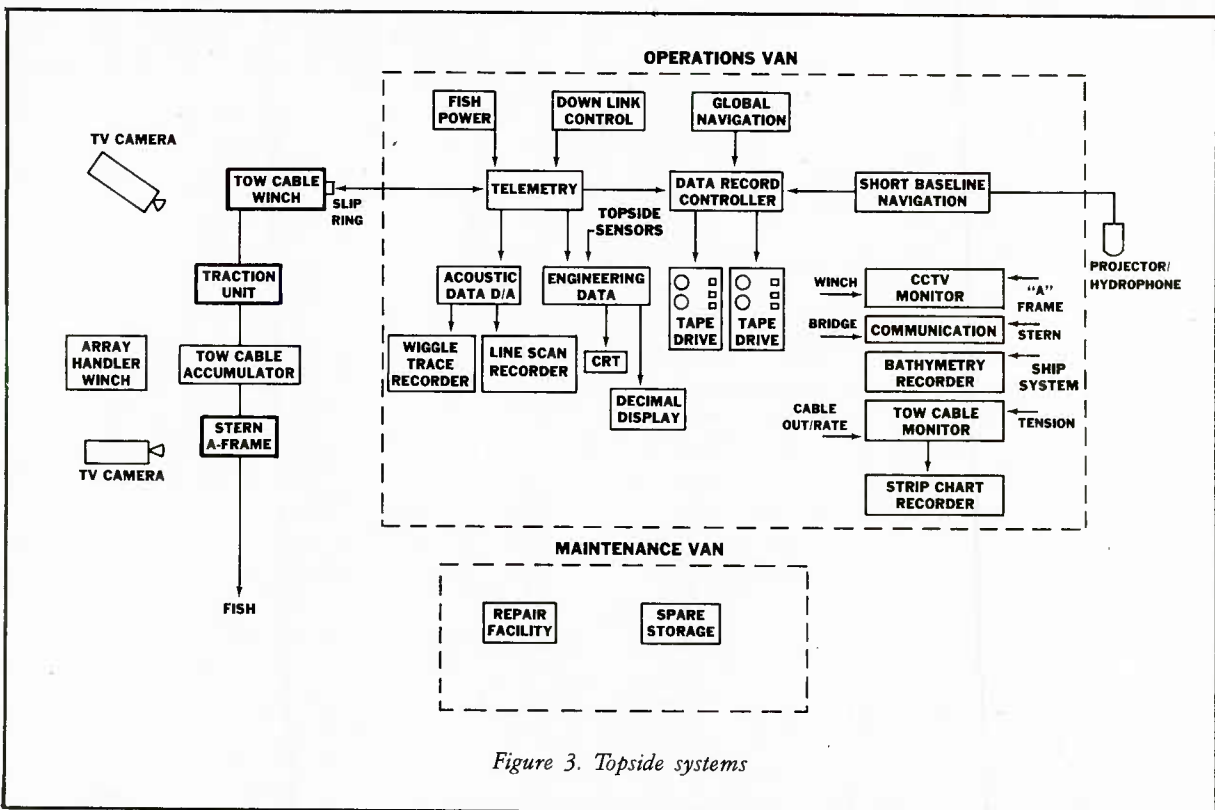 OPERATIONS VAN
FISH
POWER
DOWN LINK
CONTROL
GLOBAL
NAVIGATION
TV CAMERA
TOW CABLE
WINCH
SLIP
RING
TELEMETRY
DATA RECORD
CONTROLLER
SHORT BASELINE
NAVIGATION
TOPSIDE
SENSORS
PROJECTOR/
HYDROPHONE
TRACTION
UNIT
ACOUSTIC
DATA D/A
ENGINEERING
DATA
TAPE
DRIVE
TAPE
DRIVE
WINCH
CCTV
MONITOR
"A"
FRAME
BRIDGE
COMMUNICATION
STERN
ARRAY
HANDLER
WINCH
TOW CABLE
ACCUMULATOR
WIGGLE
TRACE
RECORDER
LINE SCAN
RECORDER
CRT
DECIMAL
DISPLAY
BATHYMETRY
RECORDER
SHIP
SYSTEM
CABLE
OUT/RATE
TOW CABLE
MONITOR
TENSION
STERN
A-FRAME
TV CAMERA
STRIP CHART
RECORDER
FISH
MAINTENANCE VAN
REPAIR
FACILITY
SPARE
STORAGE
Figure 3. Topside systems